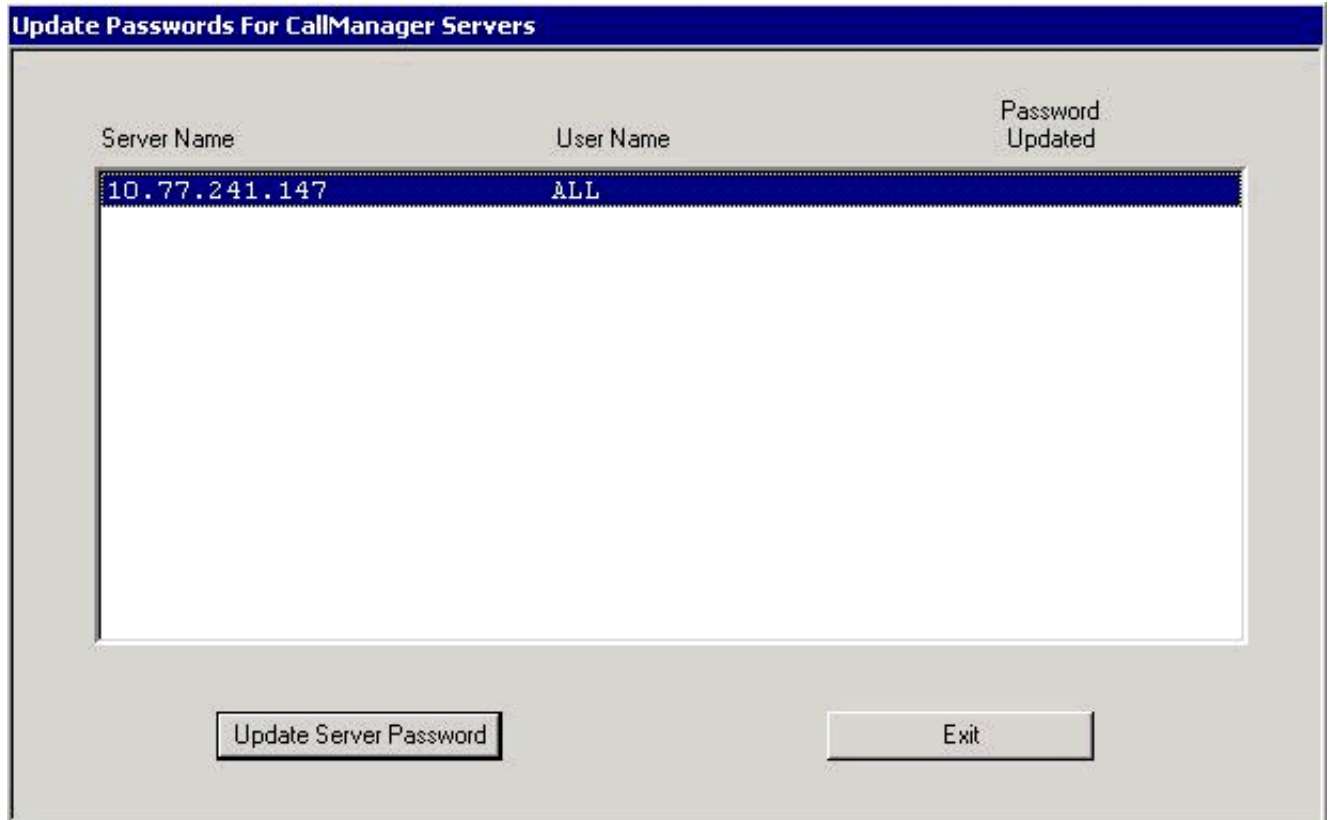 Update Passwords For CallManager Servers
Server Name User Name Password Updated
10.77.241.147 ALL
Update Server Password Exit